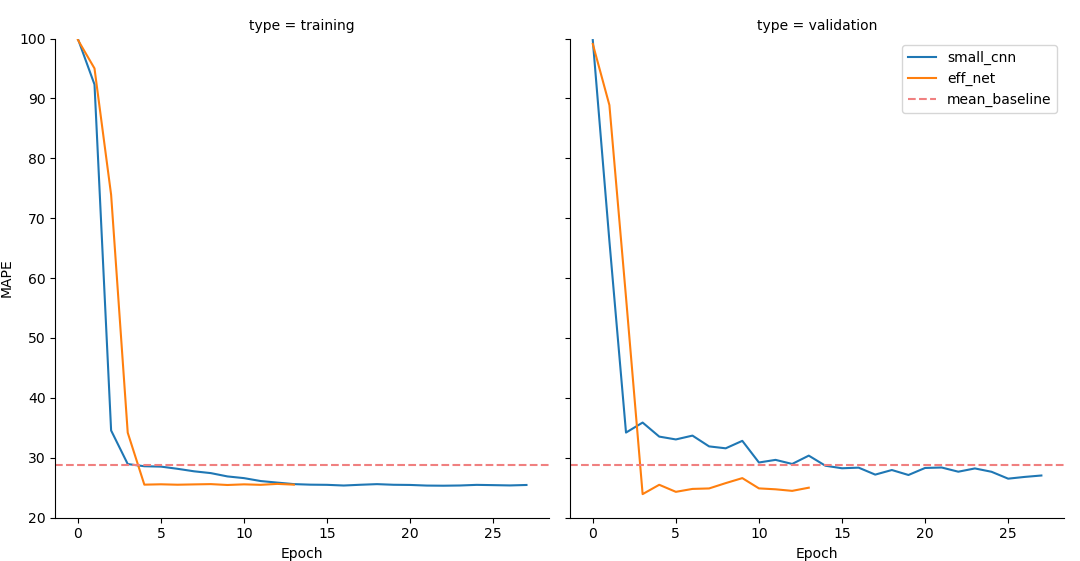 type = training
type = validation
MAPE
100
90
80
70
60
50
40
30
20
0 5 10 15 20 25
Epoch
small_cnn
eff_net
mean_baseline
0 5 10 15 20 25
Epoch